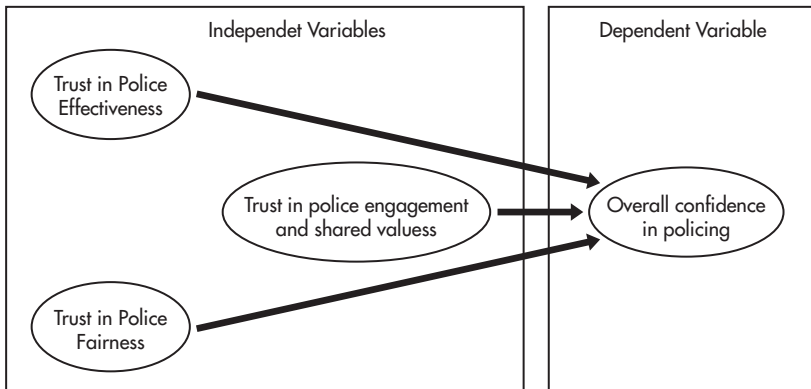 Independet Variables
Dependent Variable
Trust in Police
Effectiveness
Trust in police engagement
and shared valuess
Overall confidence
in policing
Trust in Police
Fairness